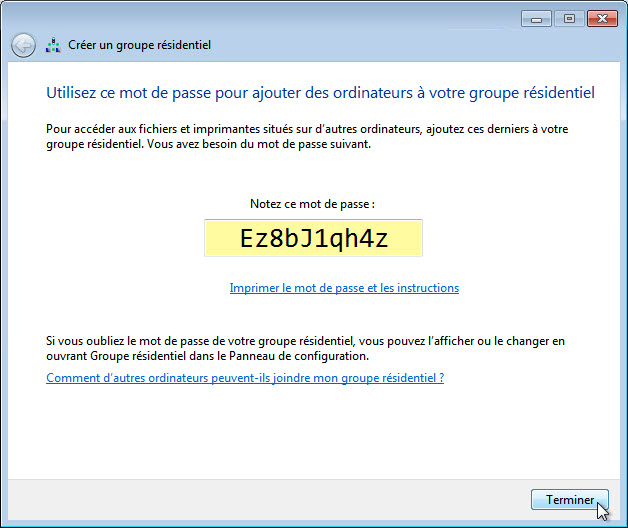 Créer un groupe résidentiel
Utilisez ce mot de passe pour ajouter des ordinateurs à votre groupe résidentiel
Pour accéder aux fichiers et imprimantes situés sur d'autres ordinateurs, ajoutez ces derniers à votre
groupe résidentiel. Vous avez besoin du mot de passe suivant.
Notez ce mot de passe :
Ez8bJ1qh4z
Imprimer le mot de passe et les instructions
Si vous oubliez le mot de passe de votre groupe résidentiel, vous pouvez l'afficher ou le changer en
ouvrant Groupe résidentiel dans le Panneau de configuration.
Comment d'autres ordinateurs peuvent-ils joindre mon groupe résidentiel ?
Terminer